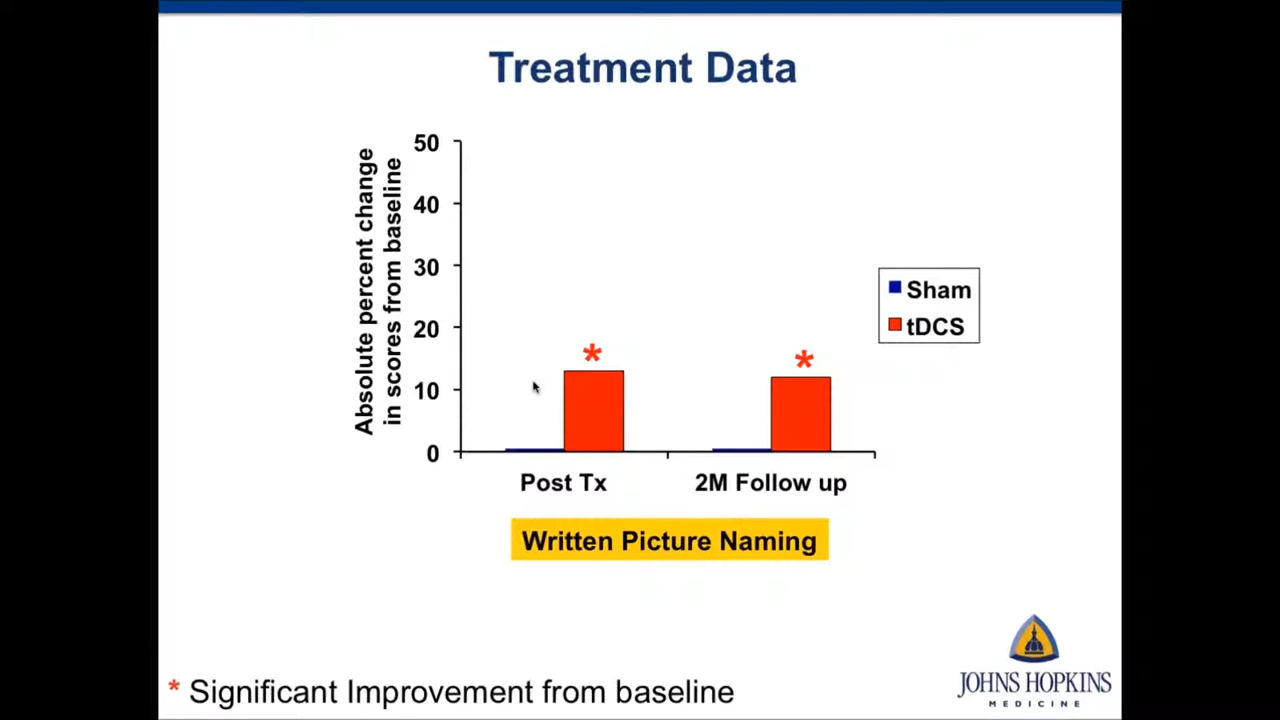 Treatment Data
Absolute percent change
in scores from baseline
50
40
30
20
10
0
*
*
Sham
tDCS
Post Tx
2M Follow up
Written Picture Naming
* Significant Improvement from baseline
JOHNS HOPKINS
MEDICINE